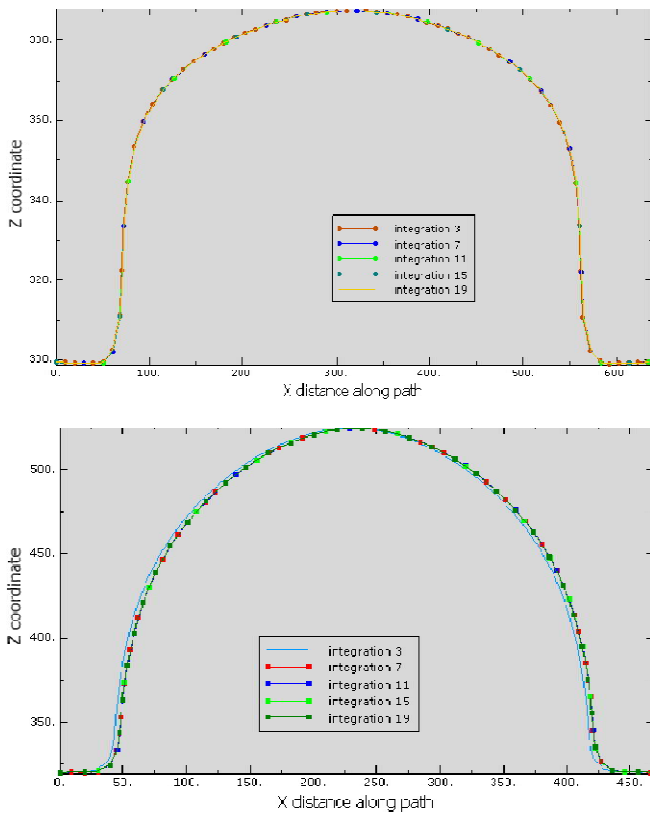 380.
360.
Z coordinate
340.
integration 3
integration 7
integration 11
integration 15
integration 19
320.
300.
0. 100. 200. 300. 400. 500. 600.
X distance along path
500.
450.
Z coordinate
400.
integration 3
integration 7
integration 11
integration 15
integration 19
350.
0. 50. 100. 150. 200. 250. 300. 350. 400. 450.
X distance along path